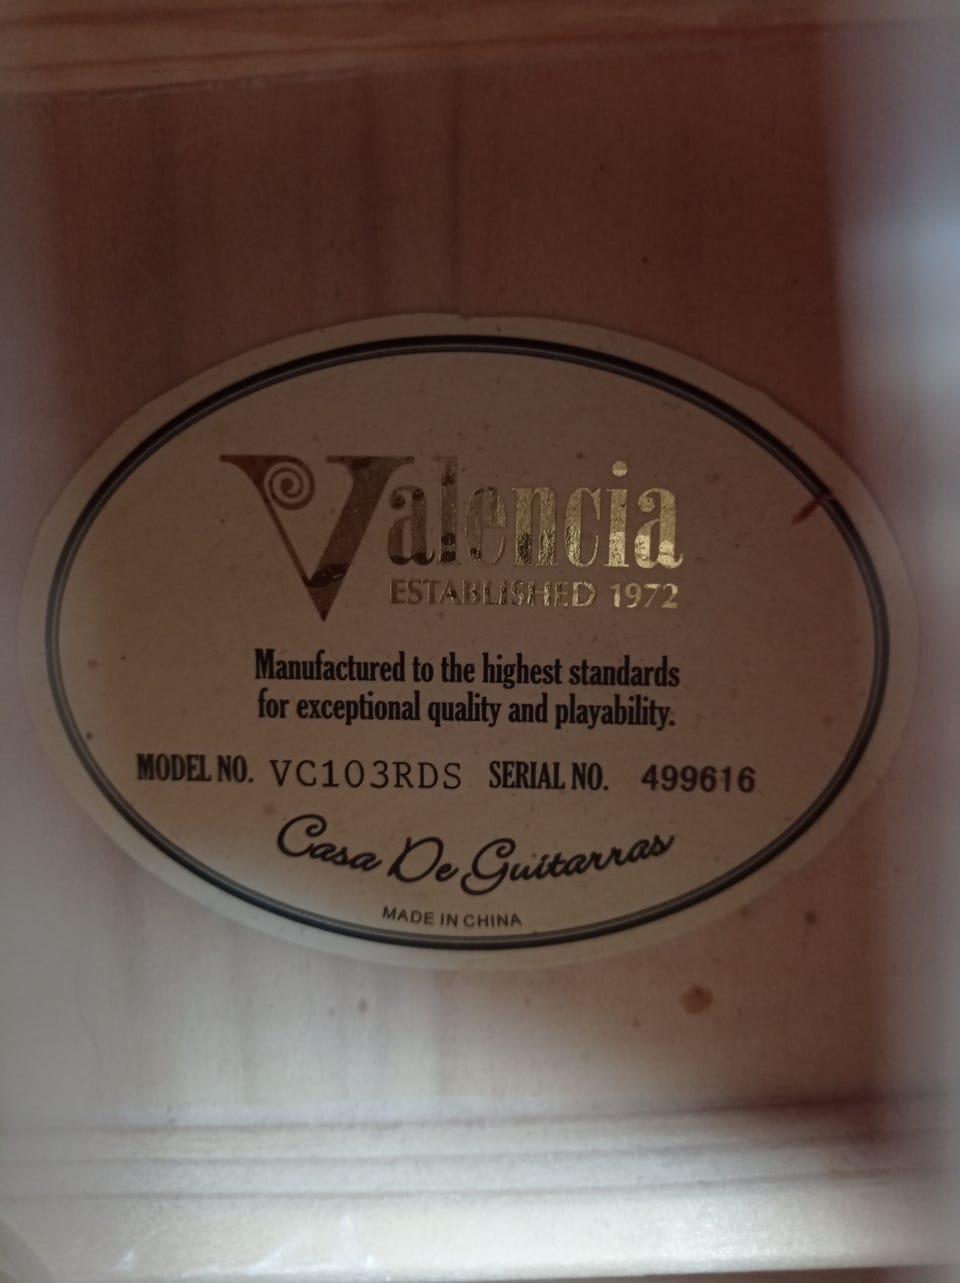 Valencia
ESTABLISHED 1972
Manufactured to the highest standards
for exceptional quality and playability.
MODEL NO. VC103RDS SERIAL NO. 499616
Casa De Guitarras
MADE IN CHINA